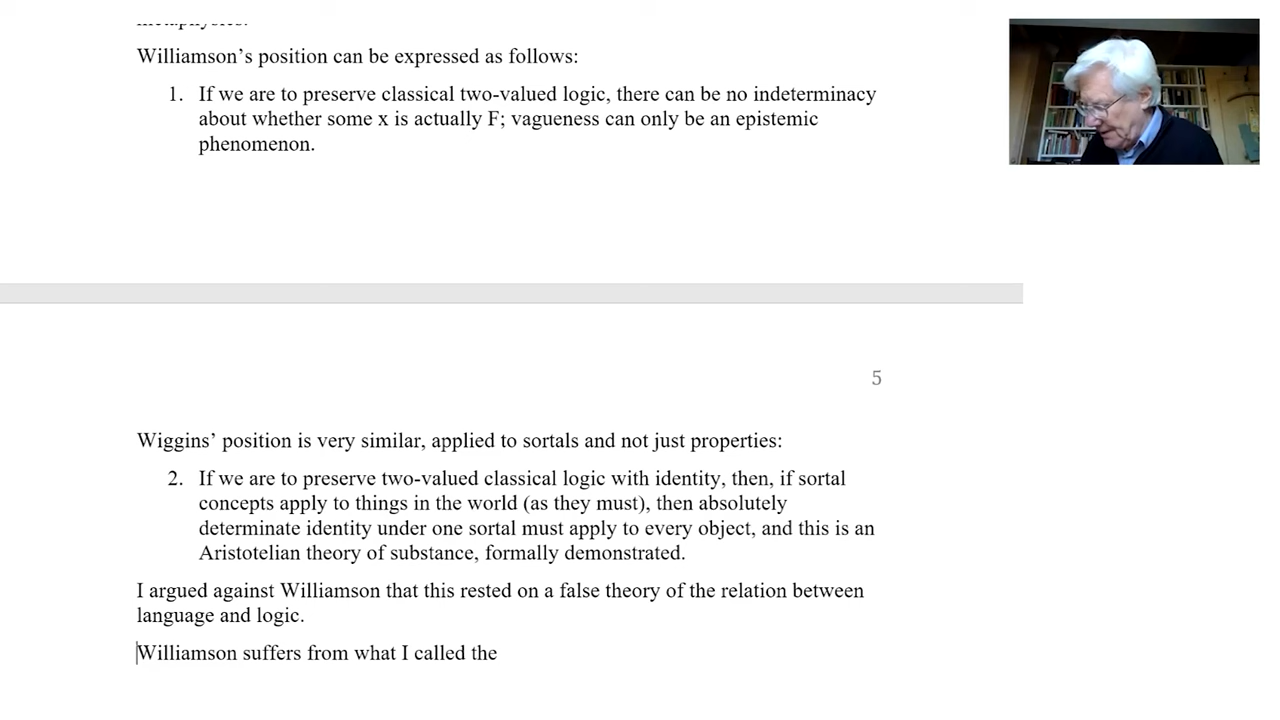 metaphysics.
Williamson’s position can be expressed as follows:
1. If we are to preserve classical two-valued logic, there can be no indeterminacy
about whether some x is actually F; vagueness can only be an epistemic
phenomenon.
5
Wiggins’ position is very similar, applied to sortals and not just properties:
2. If we are to preserve two-valued classical logic with identity, then, if sortal
concepts apply to things in the world (as they must), then absolutely
determinate identity under one sortal must apply to every object, and this is an
Aristotelian theory of substance, formally demonstrated.
I argued against Williamson that this rested on a false theory of the relation between
language and logic.
Williamson suffers from what I called the